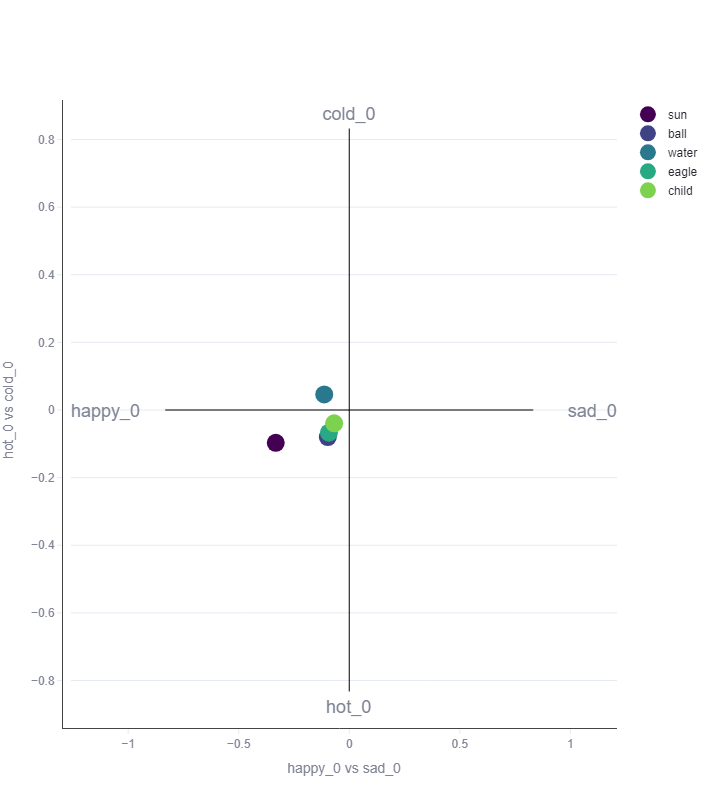 cold_0
sun
ball
water
eagle
child
0.8
0.6
0.4
0.2
0
−0.2
−0.4
−0.6
−0.8
happy_0
sad_0
hot_0 vs cold_0
hot_0
−1
−0.5
0
0.5
1
happy_0 vs sad_0